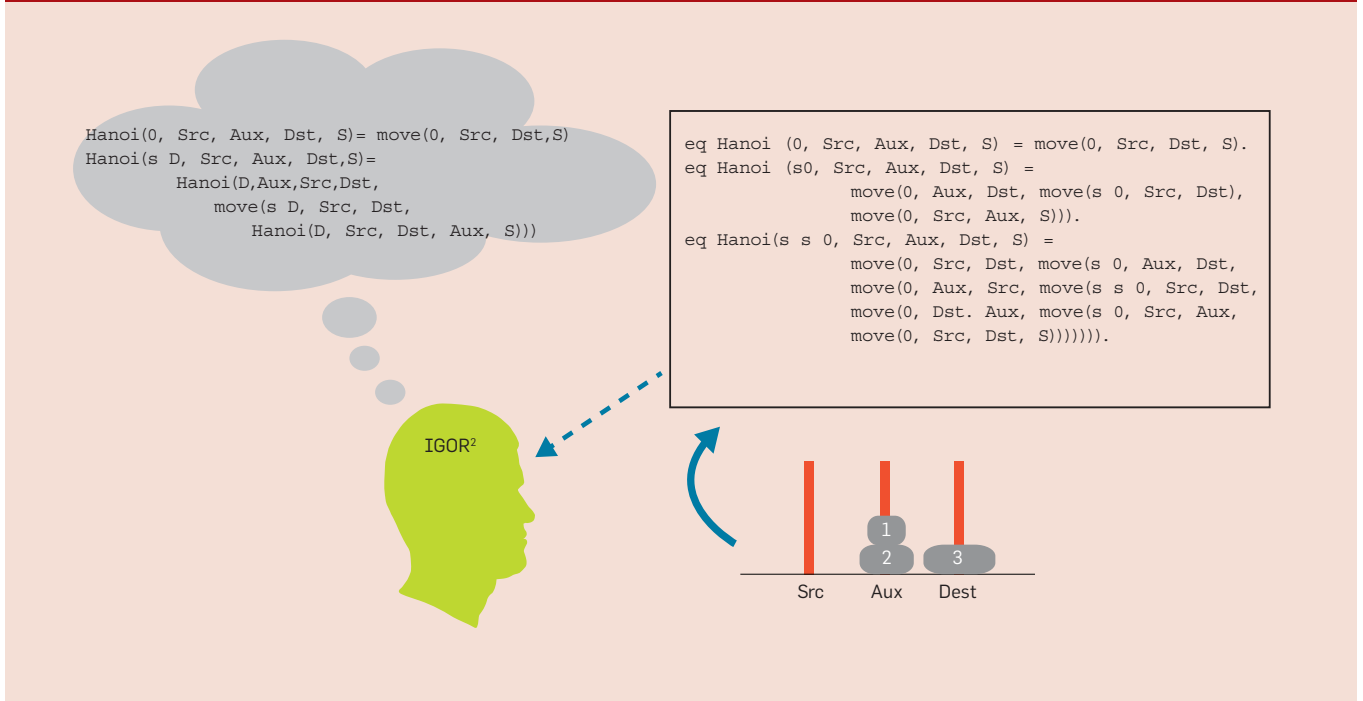 Hanoi(0, Src, Aux, Dst, S)= move(0, Src, Dst,S)
Hanoi(s D, Src, Aux, Dst,S)=
Hanoi(D,Aux,Src,Dst,
move(s D, Src, Dst,
Hanoi(D, Src, Dst, Aux, S)))
eq Hanoi (0, Src, Aux, Dst, S) = move(0, Src, Dst, S).
eq Hanoi (s0, Src, Aux, Dst, S) =
move(0, Aux, Dst, move(s 0, Src, Dst),
move(0, Src, Aux, S))).
eq Hanoi(s s 0, Src, Aux, Dst, S) =
move(0, Src, Dst, move(s 0, Aux, Dst,
move(0, Aux, Src, move(s s 0, Src, Dst,
move(0, Dst. Aux, move(s 0, Src, Aux,
move(0, Src, Dst, S))))))).
IGOR²
1
2 3
Src Aux Dest